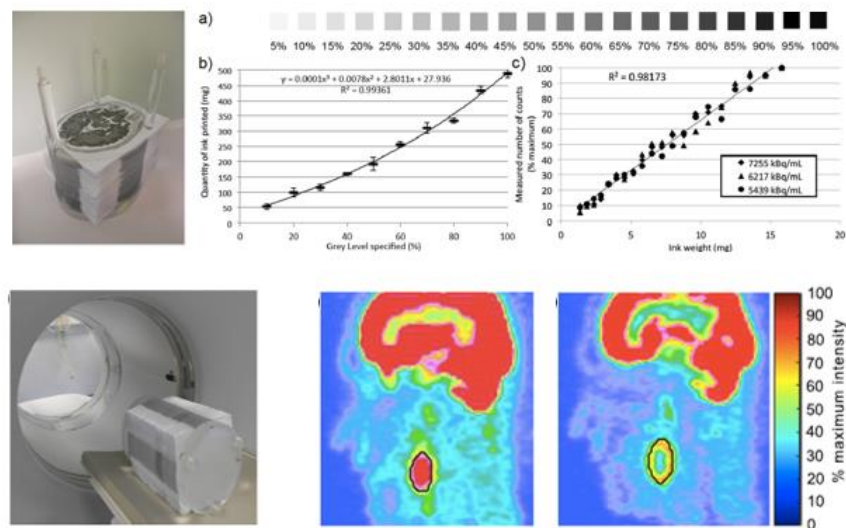 a)
5% 10% 15% 20% 25% 30% 35% 40% 45% 50% 55% 60% 65% 70% 75% 80% 85% 90% 95% 100%
b)
y = 0.0001x³ + 0.0078x² + 2.8011x + 27.936
R² = 0.99361
Quantity of ink printed (mg)
500
450
400
350
300
250
200
150
100
50
0
0 20 40 60 80 100
Grey Level specified (%)
c)
R² = 0.98173
Measured number of counts
(% maximum)
100
90
80
70
60
50
40
30
20
10
0
7255 kBq/mL
6217 kBq/mL
5439 kBq/mL
0 5 10 15 20
Ink weight (mg)
100
90
80
70
60
50
40
30
20
10
0
% maximum intensity